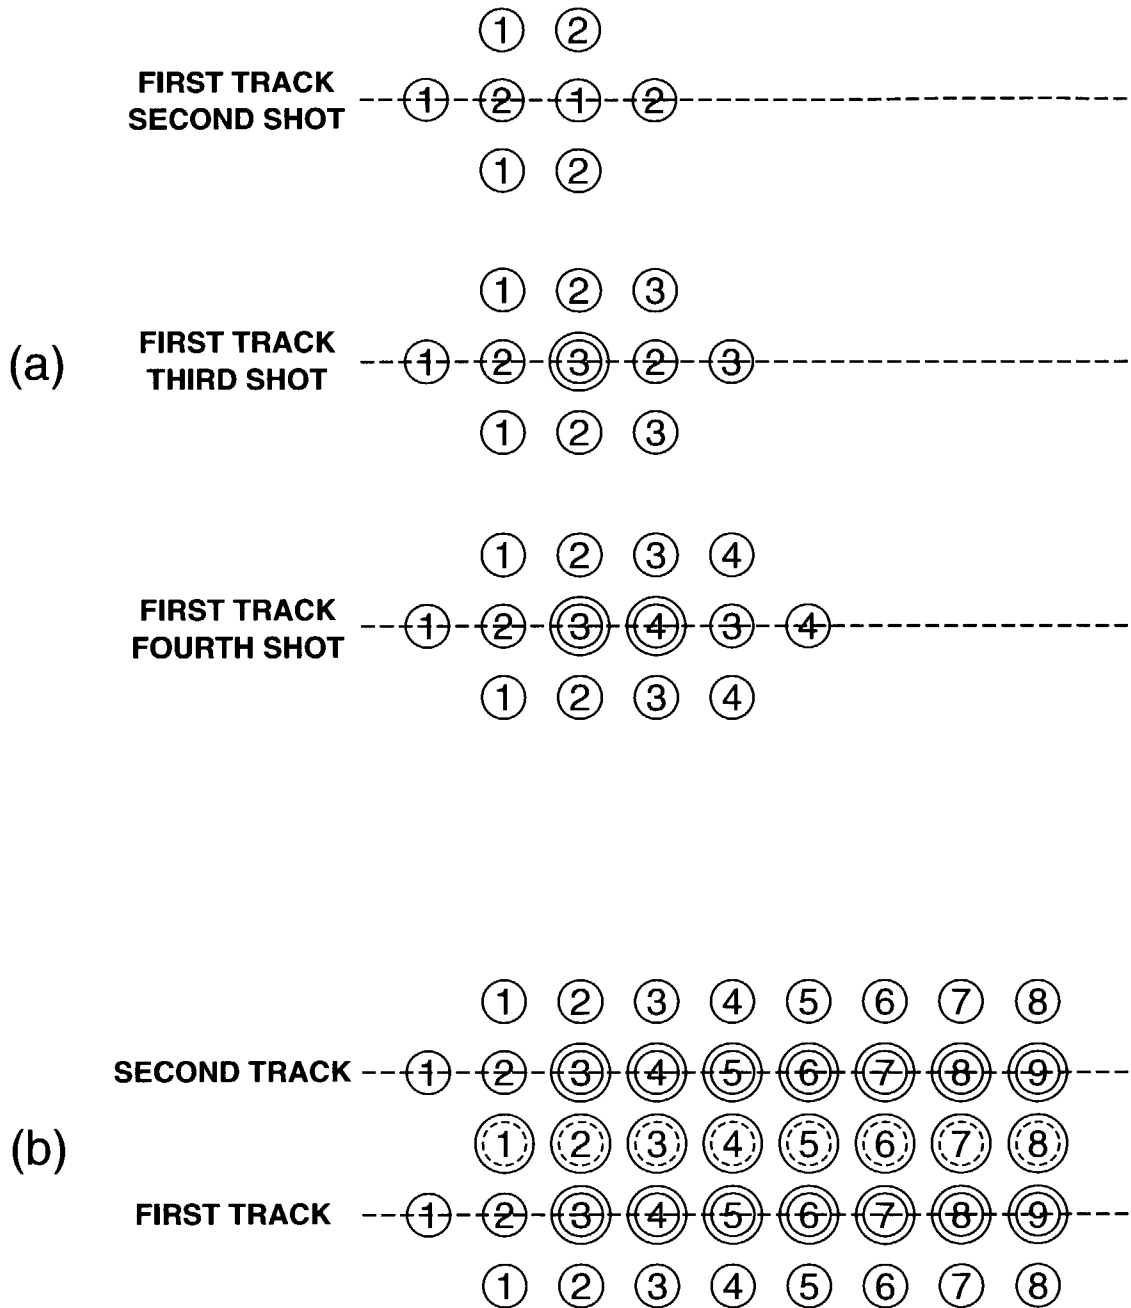 1 2
FIRST TRACK
SECOND SHOT
1 2 1 2
1 2
1 2 3
(a)
FIRST TRACK
THIRD SHOT
1 2 3 2 3
1 2 3
1 2 3 4
FIRST TRACK
FOURTH SHOT
1 2 3 4 3 4
1 2 3 4
1 2 3 4 5 6 7 8
SECOND TRACK 1 2 3 4 5 6 7 8 9
(b) 1 2 3 4 5 6 7 8
FIRST TRACK 1 2 3 4 5 6 7 8 9
1 2 3 4 5 6 7 8